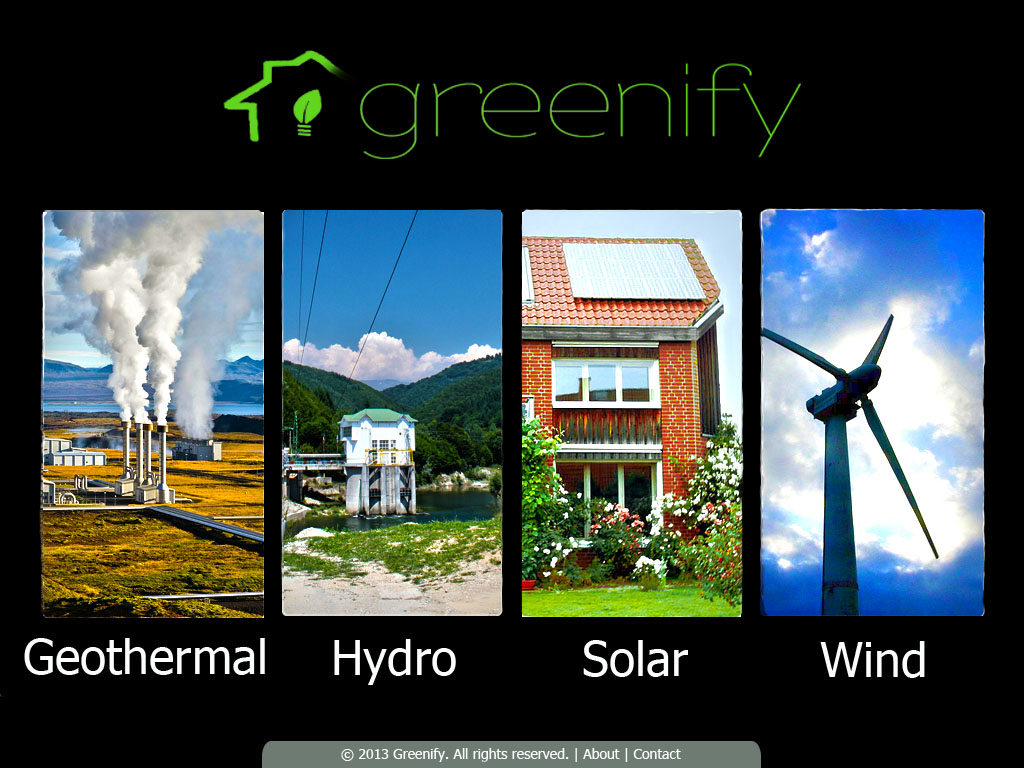 greenify
Geothermal Hydro Solar Wind
© 2013 Greenify. All rights reserved. | About | Contact